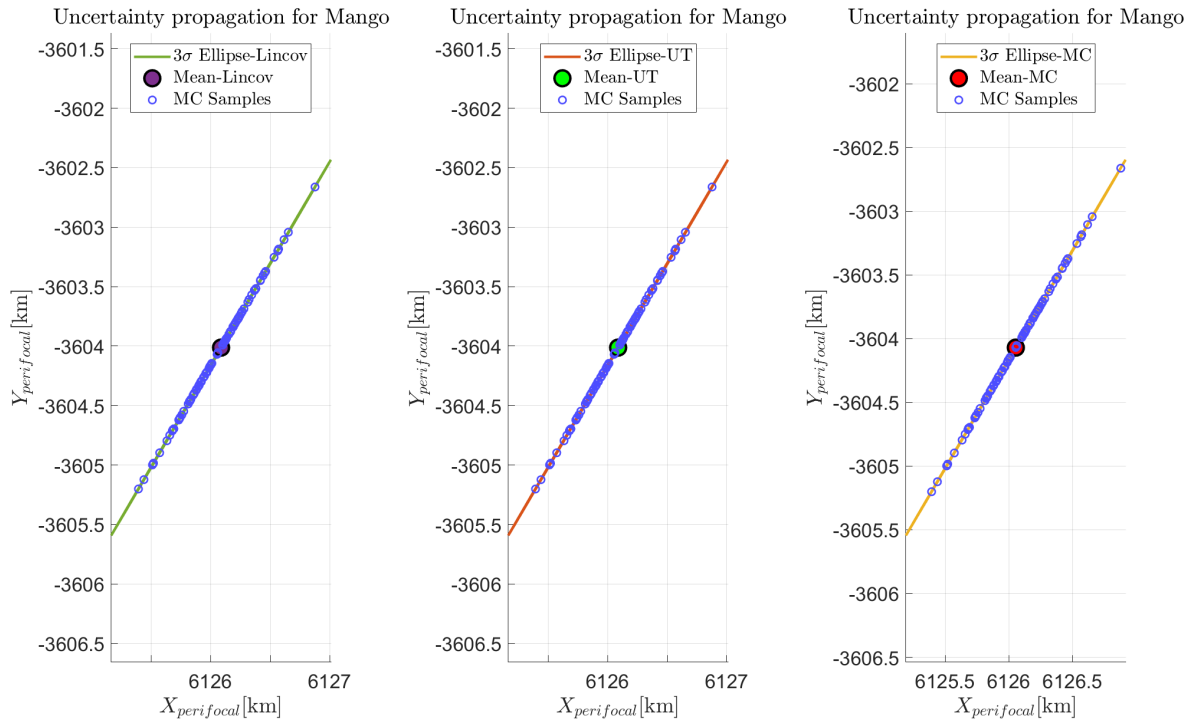 Uncertainty propagation for Mango
3σ Ellipse-Lincov
Mean-Lincov
MC Samples
-3601.5
-3602
-3602.5
-3603
-3603.5
-3604
-3604.5
-3605
-3605.5
-3606
-3606.5
Y_perifocal[km]
6126
6127
X_perifocal[km]
Uncertainty propagation for Mango
3σ Ellipse-UT
Mean-UT
MC Samples
-3601.5
-3602
-3602.5
-3603
-3603.5
-3604
-3604.5
-3605
-3605.5
-3606
-3606.5
Y_perifocal[km]
6126
6127
X_perifocal[km]
Uncertainty propagation for Mango
3σ Ellipse-MC
Mean-MC
MC Samples
-3602
-3602.5
-3603
-3603.5
-3604
-3604.5
-3605
-3605.5
-3606
-3606.5
Y_perifocal[km]
6125.5
6126
6126.5
X_perifocal[km]